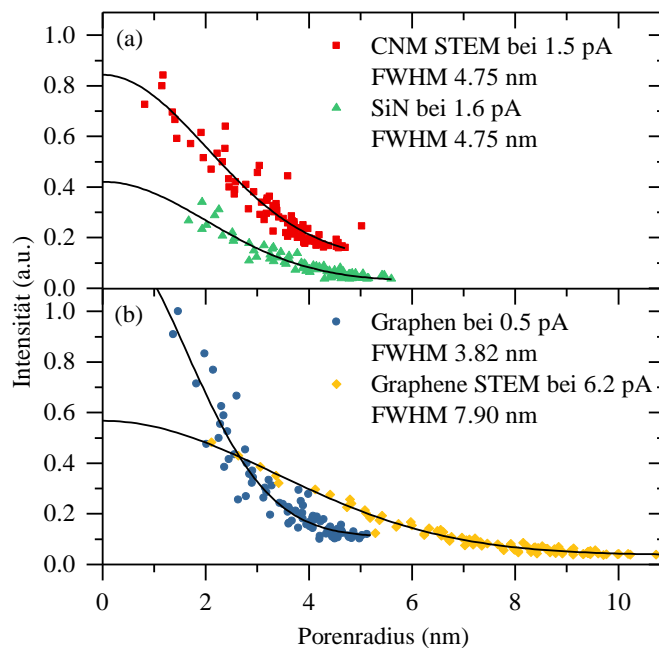 1.0
0.8
0.6
0.4
0.2
0.0
(a)
CNM STEM bei 1.5 pA
FWHM 4.75 nm
SiN bei 1.6 pA
FWHM 4.75 nm
Intensität (a.u.)
1.0
0.8
0.6
0.4
0.2
0.0
(b)
Graphen bei 0.5 pA
FWHM 3.82 nm
Graphene STEM bei 6.2 pA
FWHM 7.90 nm
0 2 4 6 8 10
Porenradius (nm)